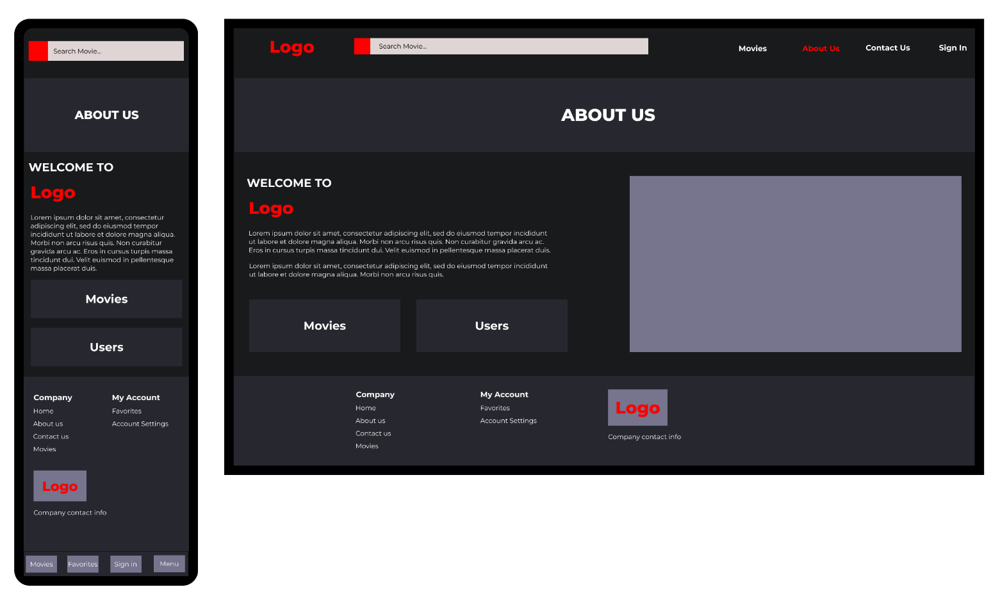 Search Movie...
ABOUT US
WELCOME TO
Logo
Lorem ipsum dolor sit amet, consectetur
adipiscing elit, sed do eiusmod tempor
incididunt ut labore et dolore magna aliqua.
Morbi non arcu risus quis. Non curabitur
gravida arcu ac. Eros in cursus turpis massa
tincidunt dui. Velit euismod in pellentesque
massa placerat duis.
Movies
Users
Company
Home
About us
Contact us
Movies
My Account
Favorites
Account Settings
Logo
Company contact info
Movies
Favorites
Sign in
Menu
Logo
Search Movie...
Movies
About Us
Contact Us
Sign In
ABOUT US
WELCOME TO
Logo
Lorem ipsum dolor sit amet, consectetur adipiscing elit, sed do eiusmod tempor incididunt
ut labore et dolore magna aliqua. Morbi non arcu risus quis. Non curabitur gravida arcu ac.
Eros in cursus turpis massa tincidunt dui. Velit euismod in pellentesque massa placerat duis.
Lorem ipsum dolor sit amet, consectetur adipiscing elit, sed do eiusmod tempor incididunt
ut labore et dolore magna aliqua. Morbi non arcu risus quis.
Movies
Users
Company
Home
About us
Contact us
Movies
My Account
Favorites
Account Settings
Logo
Company contact info